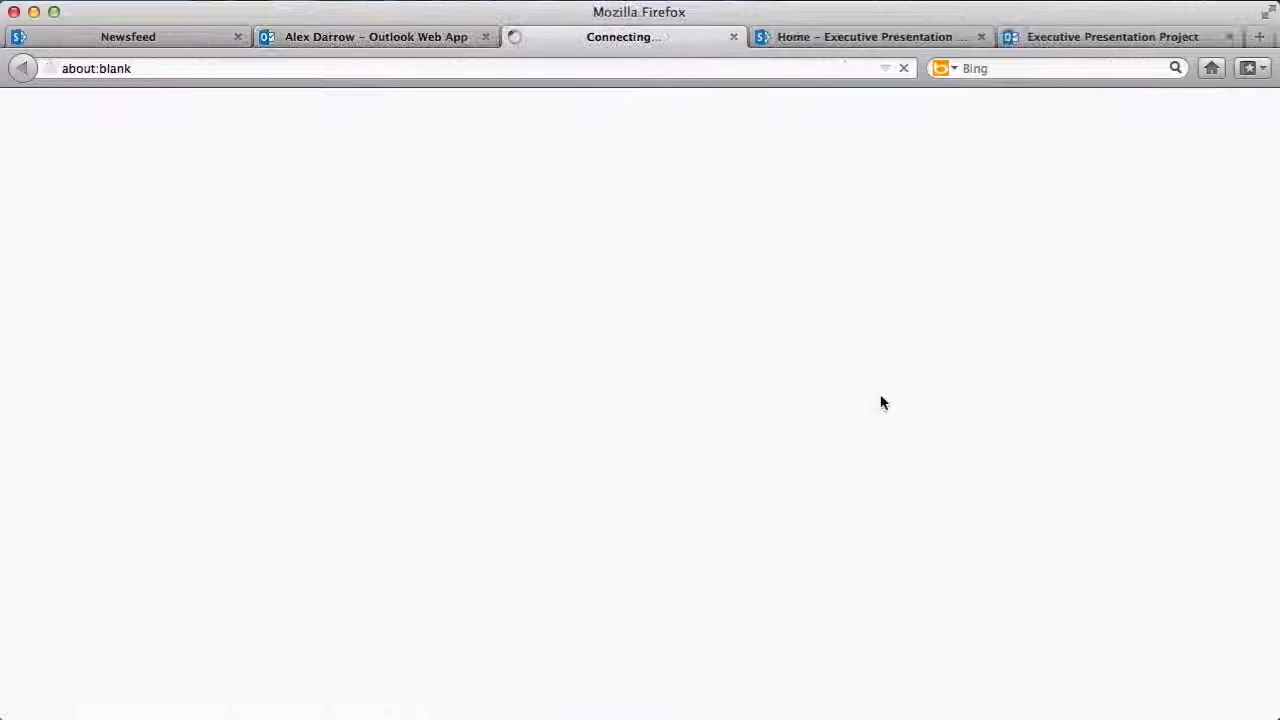 Mozilla Firefox
Newsfeed
Alex Darrow – Outlook Web App
Connecting...
Home – Executive Presentation ...
Executive Presentation Project
about:blank
Bing